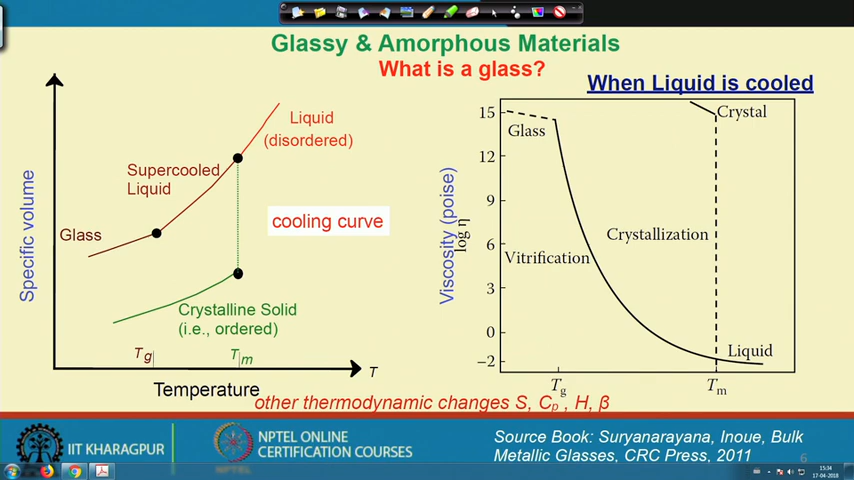 Glassy & Amorphous Materials
What is a glass?
When Liquid is cooled
Specific volume
Liquid
(disordered)
Supercooled
Liquid
cooling curve
Glass
Crystalline Solid
(i.e., ordered)
Tg
Tm
T
Temperature
Viscosity (poise)
log η
15
12
9
6
3
0
−2
Glass
Crystal
Crystallization
Vitrification
Liquid
Tg
Tm
other thermodynamic changes S, Cp , H, β
IIT KHARAGPUR
NPTEL ONLINE
CERTIFICATION COURSES
Source Book: Suryanarayana, Inoue, Bulk
Metallic Glasses, CRC Press, 2011
6
15:34
17-04-2018